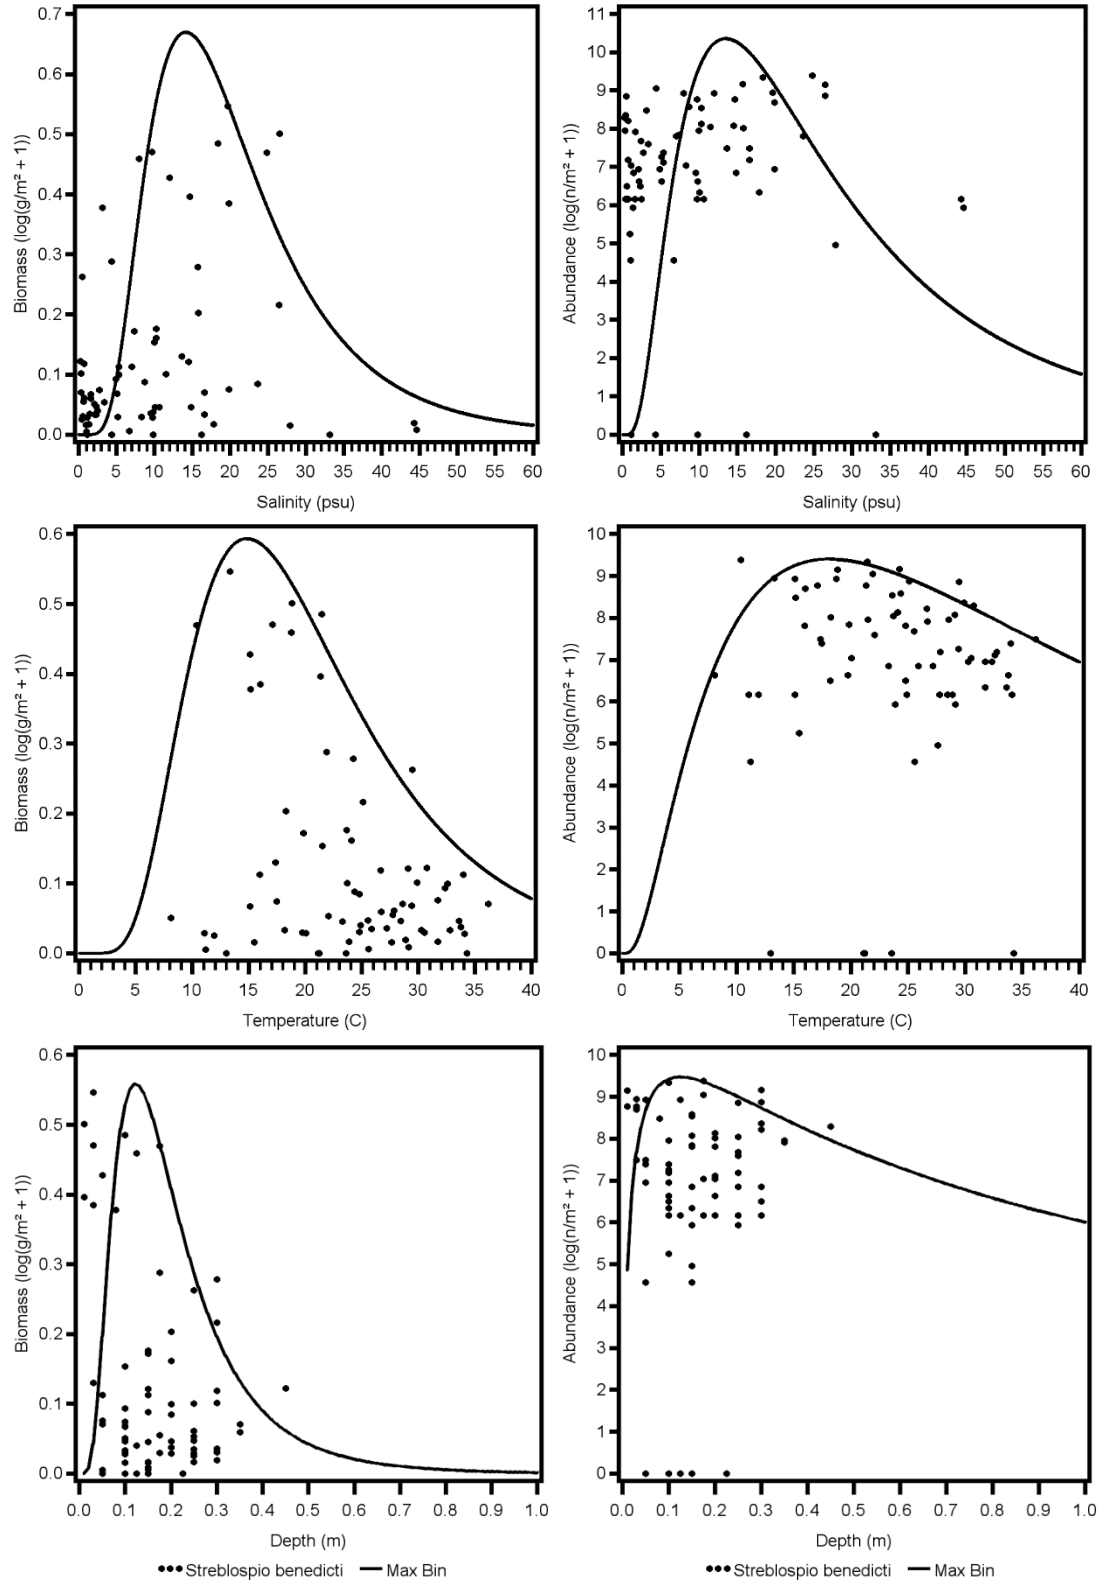 0.7
0.6
0.5
0.4
0.3
0.2
0.1
0.0
Biomass (log(g/m² + 1))
0 5 10 15 20 25 30 35 40 45 50 55 60
Salinity (psu)
11
10
9
8
7
6
5
4
3
2
1
0
Abundance (log(n/m² + 1))
0 5 10 15 20 25 30 35 40 45 50 55 60
Salinity (psu)
0.6
0.5
0.4
0.3
0.2
0.1
0.0
Biomass (log(g/m² + 1))
0 5 10 15 20 25 30 35 40
Temperature (C)
10
9
8
7
6
5
4
3
2
1
0
Abundance (log(n/m² + 1))
0 5 10 15 20 25 30 35 40
Temperature (C)
0.6
0.5
0.4
0.3
0.2
0.1
0.0
Biomass (log(g/m² + 1))
0.0 0.1 0.2 0.3 0.4 0.5 0.6 0.7 0.8 0.9 1.0
Depth (m)
Streblospio benedicti Max Bin
10
9
8
7
6
5
4
3
2
1
0
Abundance (log(n/m² + 1))
0.0 0.1 0.2 0.3 0.4 0.5 0.6 0.7 0.8 0.9 1.0
Depth (m)
Streblospio benedicti Max Bin